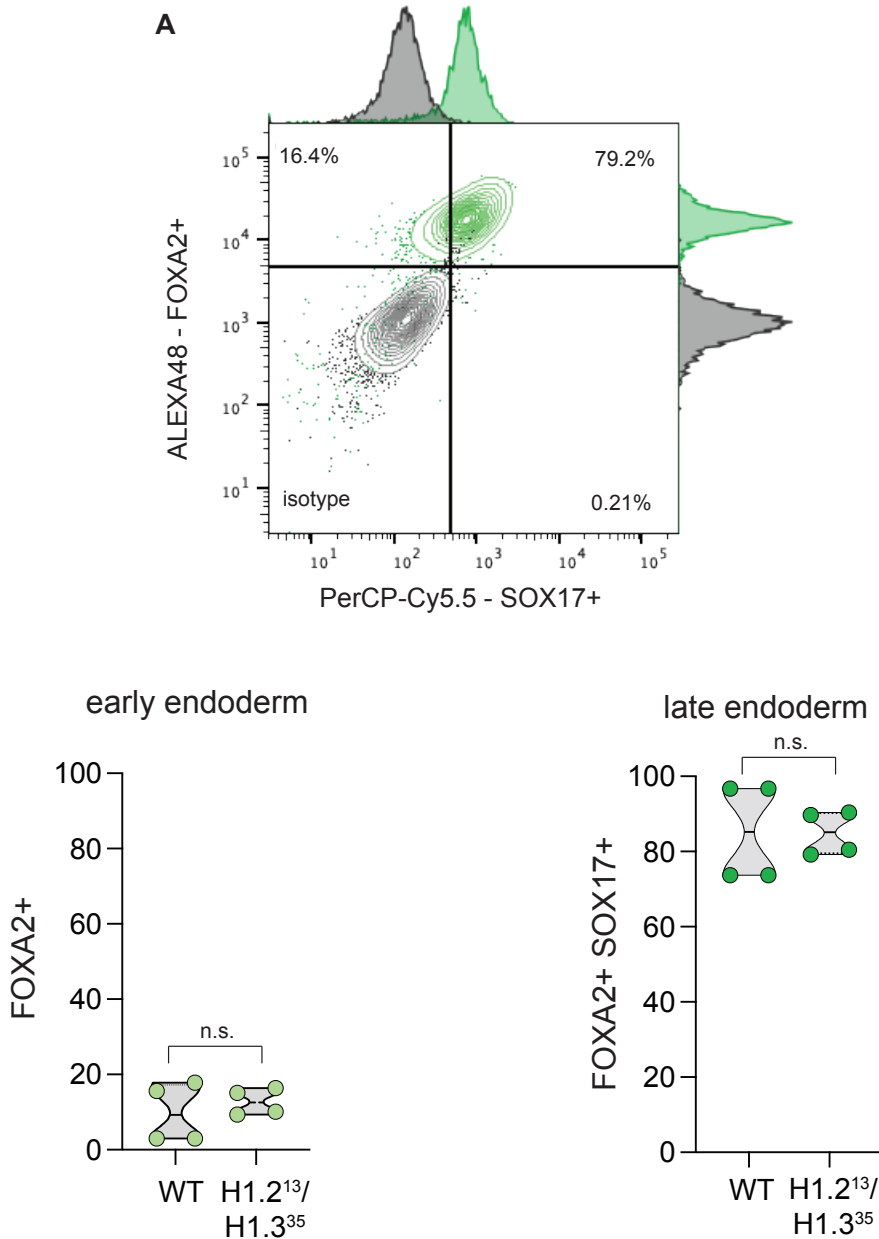 A
16.4%
79.2%
10⁵
10⁴
10³
10²
10¹
ALEXA48 - FOXA2+
isotype
0.21%
10¹ 10² 10³ 10⁴ 10⁵
PerCP-Cy5.5 - SOX17+
early endoderm
n.s.
100
80
60
40
20
0
FOXA2+
WT
H1.2¹³/
H1.3³⁵
late endoderm
n.s.
100
80
60
40
20
0
FOXA2+ SOX17+
WT
H1.2¹³/
H1.3³⁵